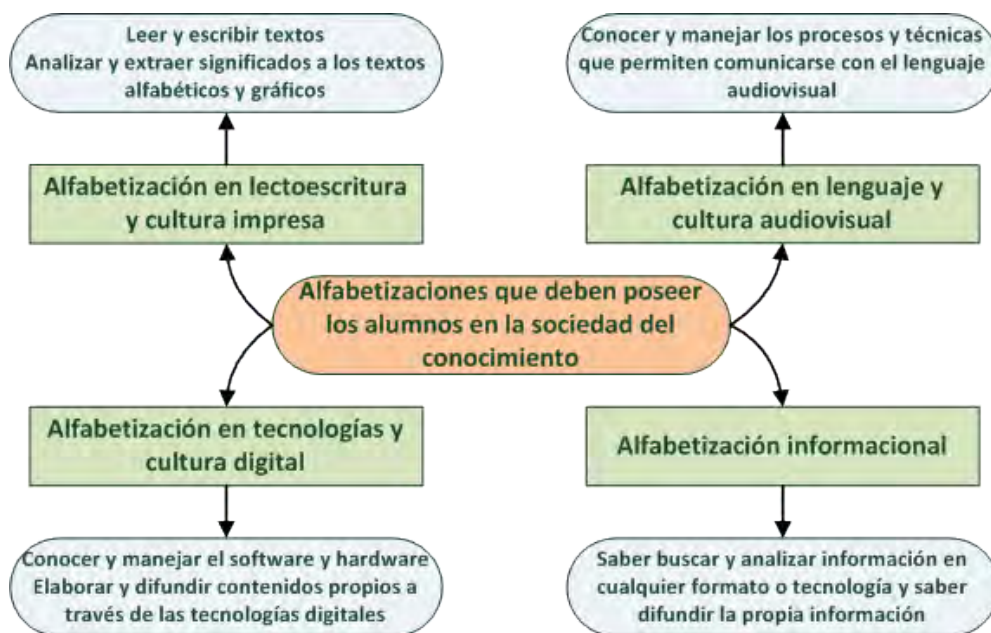 Leer y escribir textos
Analizar y extraer significados a los textos
alfabéticos y gráficos
Conocer y manejar los procesos y técnicas
que permiten comunicarse con el lenguaje
audiovisual
Alfabetización en lectoescritura
y cultura impresa
Alfabetización en lenguaje y
cultura audiovisual
Alfabetizaciones que deben poseer
los alumnos en la sociedad del
conocimiento
Alfabetización en tecnologías y
cultura digital
Alfabetización informacional
Conocer y manejar el software y hardware
Elaborar y difundir contenidos propios a
través de las tecnologías digitales
Saber buscar y analizar información en
cualquier formato o tecnología y saber
difundir la propia información